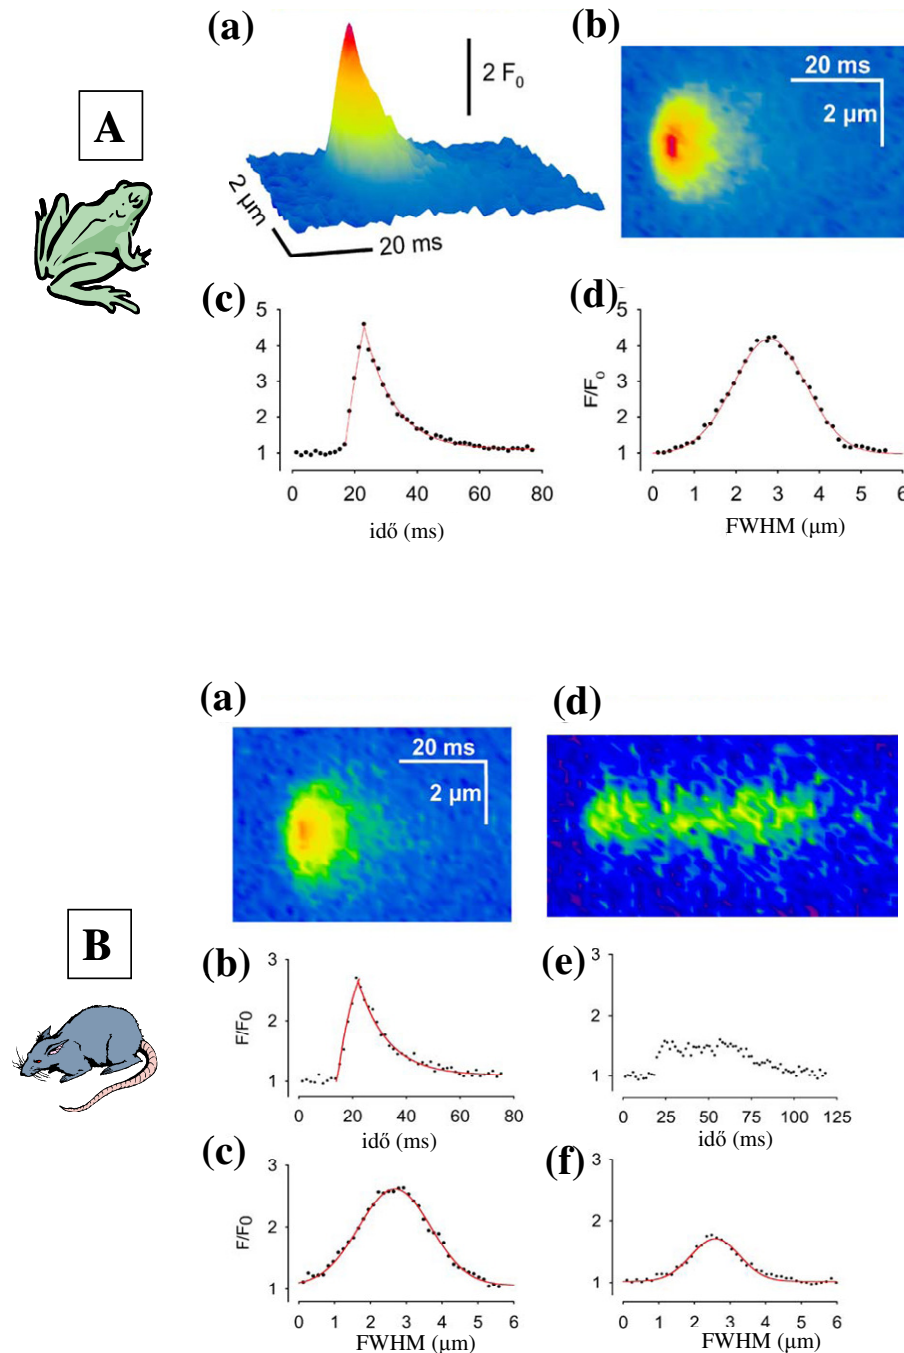 (a)
(b)
2 F0
20 ms
2 μm
A
2 μm
20 ms
(c)
(d)
5
4
3
2
1
0 20 40 60 80
idő (ms)
F/F0
5
4
3
2
1
0 1 2 3 4 5 6
FWHM (μm)
(a)
(d)
20 ms
2 μm
B
(b)
(e)
F/F0
3
2
1
0 20 40 60 80
idő (ms)
3
2
1
0 25 50 75 100 125
idő (ms)
(c)
(f)
F/F0
3
2
1
0 1 2 3 4 5 6
FWHM (μm)
3
2
1
0 1 2 3 4 5 6
FWHM (μm)